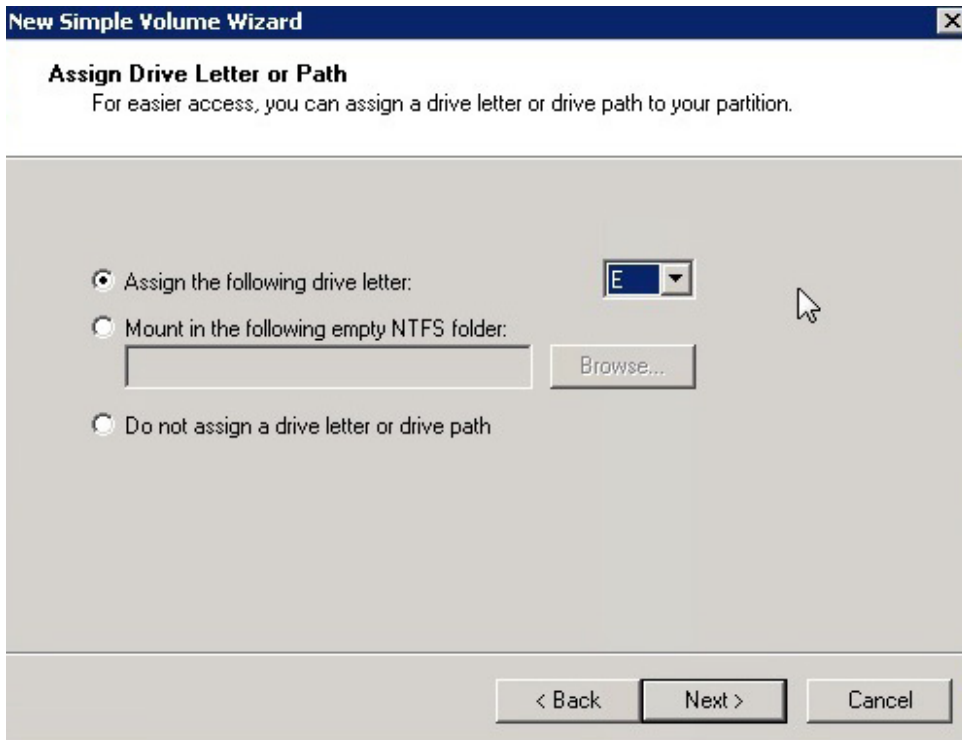 New Simple Volume Wizard
Assign Drive Letter or Path
For easier access, you can assign a drive letter or drive path to your partition.
Assign the following drive letter: E
Mount in the following empty NTFS folder:
Browse...
Do not assign a drive letter or drive path
< Back Next > Cancel